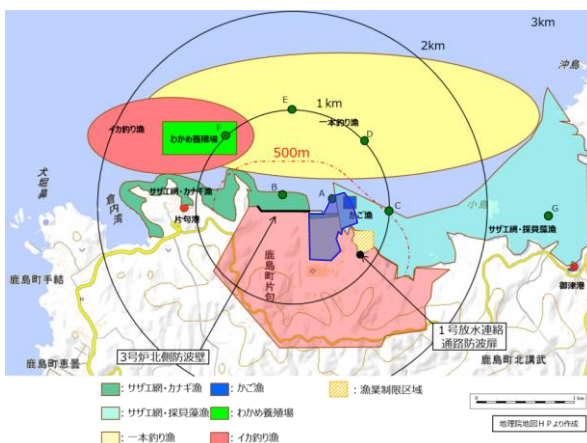 3km
2km
沖島
E
1km
一本釣り漁
D
イカ釣り漁
F
わかめ養殖場
500m
犬堀鼻
倉内湾
サザエ網・カナギ漁
B
A
かご漁
C
小島
G
サザエ網・採貝藻漁
片句港
御津港
鹿島町手結
鹿島町片句
3号炉北側防波壁
1号放水連絡
通路防波扉
鹿島町恵曇
鹿島町北講武
：サザエ網・カナギ漁
：かご漁
：漁業制限区域
：サザエ網・採貝藻漁
：わかめ養殖場
：一本釣り漁
：イカ釣り漁
1km
地理院地図HPより作成